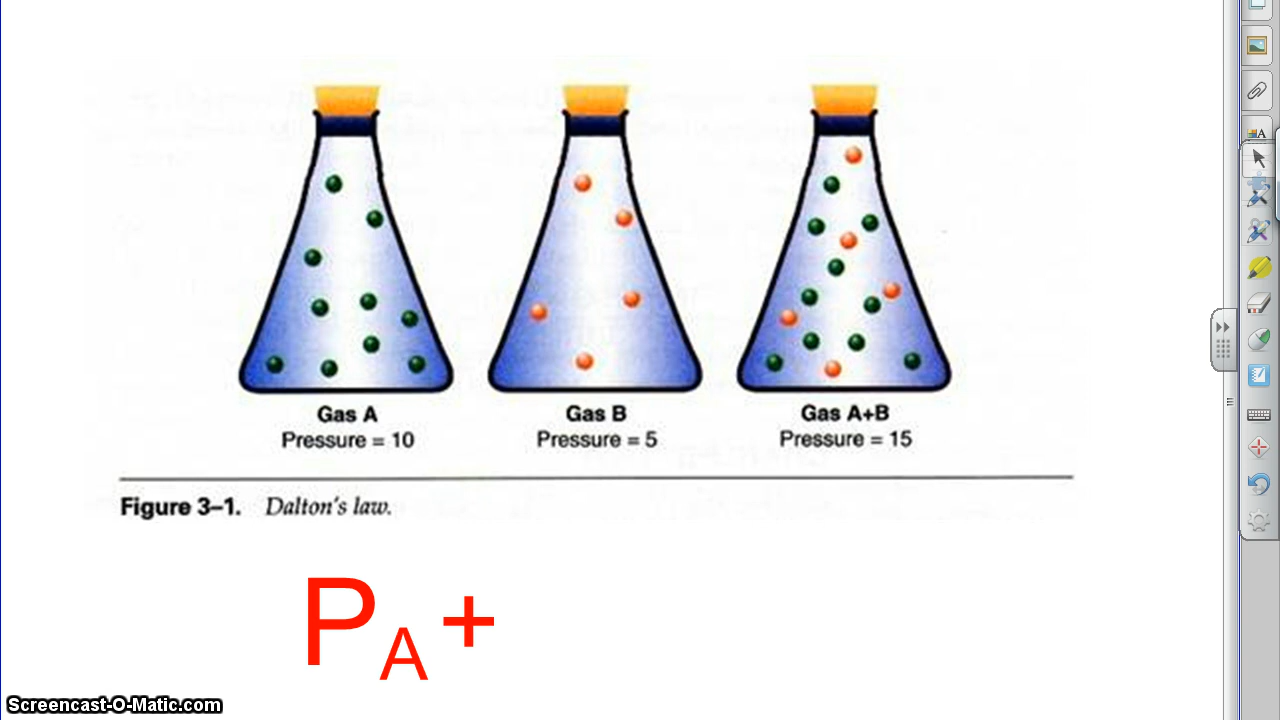 Gas A
Pressure = 10
Gas B
Pressure = 5
Gas A+B
Pressure = 15
Figure 3–1. Dalton's law.
PA +
Screencast-O-Matic.com